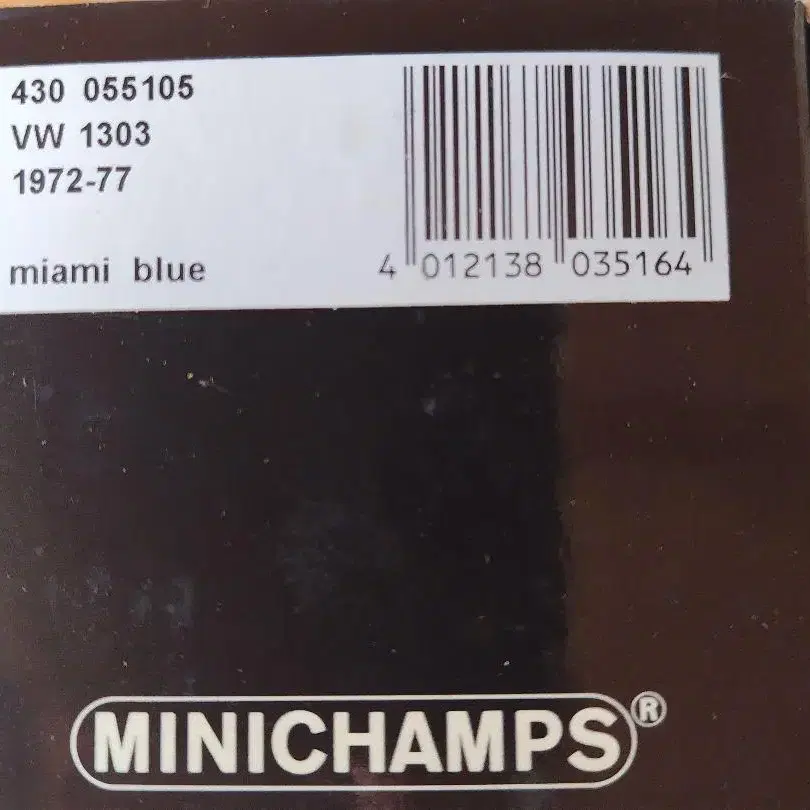 430 055105
VW 1303
1972-77
miami blue
4 012138 035164
MINICHAMPS®